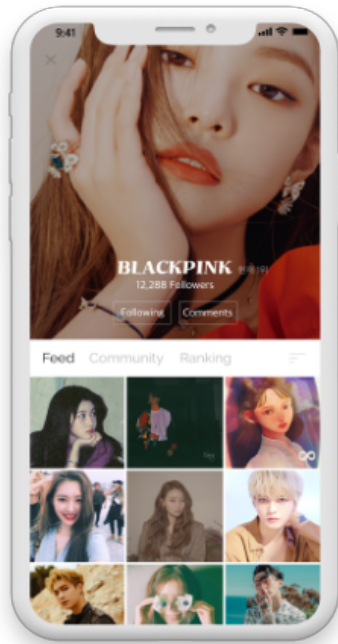 9:41
BLACKPINK
12,288 Followers
Following Comments
Feed Community Ranking